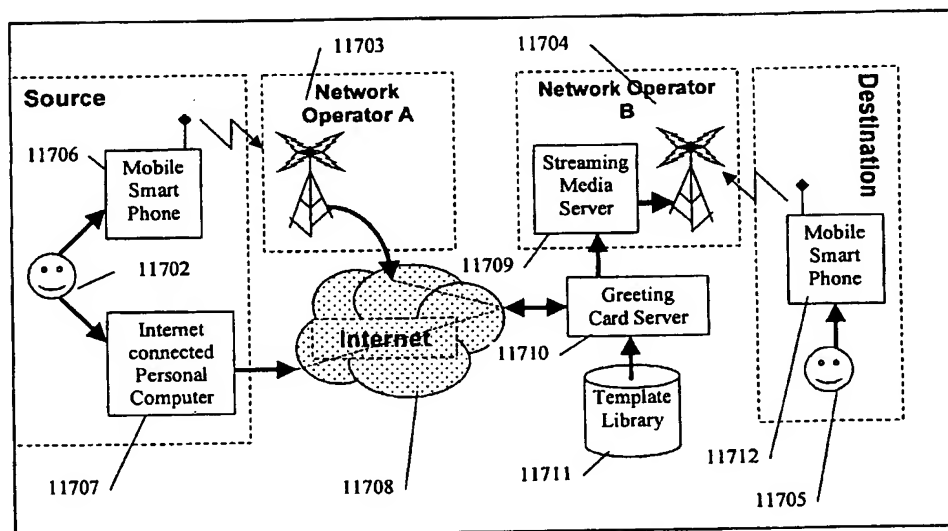 11703
11704
Source
Network
Operator A
Network Operator
B
Destination
11706
Mobile
Smart
Phone
Streaming
Media
Server
11702
11709
Mobile
Smart
Phone
Internet
connected
Personal
Computer
Internet
Greeting
Card Server
11710
Template
Library
11707
11708
11711
11712
11705